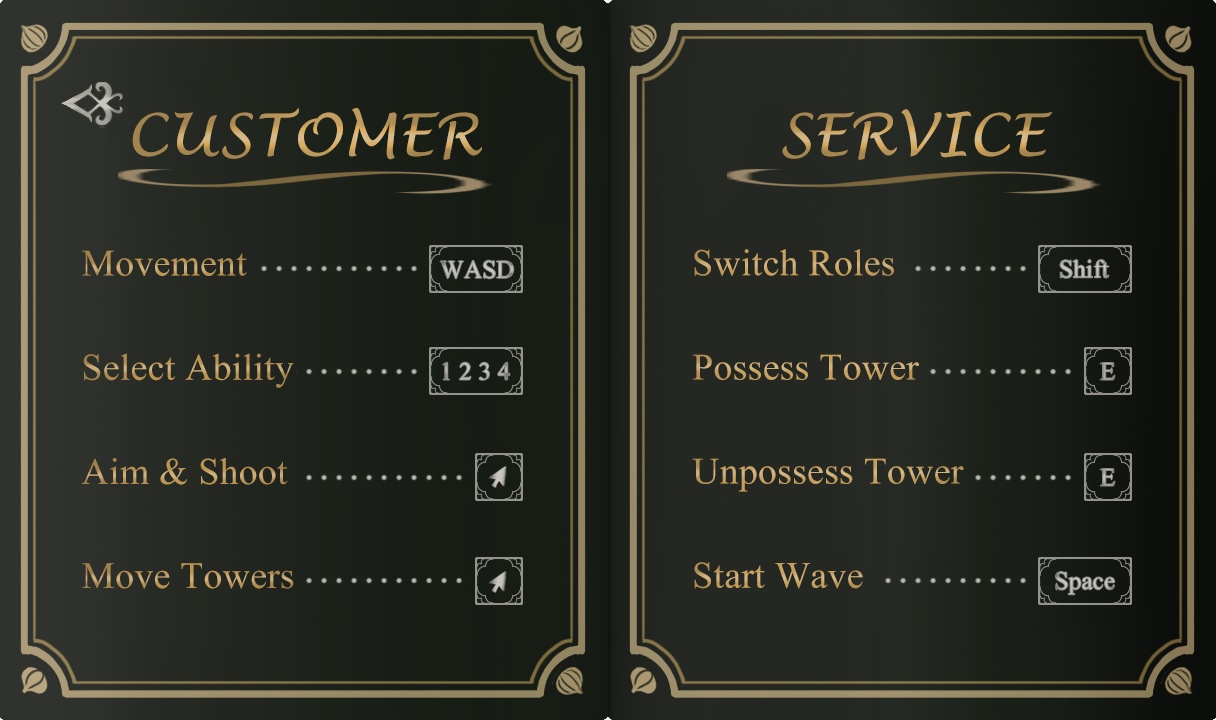 CUSTOMER
Movement ........... WASD
Select Ability ........ 1 2 3 4
Aim & Shoot ...........
Move Towers ...........
SERVICE
Switch Roles ........ Shift
Possess Tower .......... E
Unpossess Tower ....... E
Start Wave .......... Space